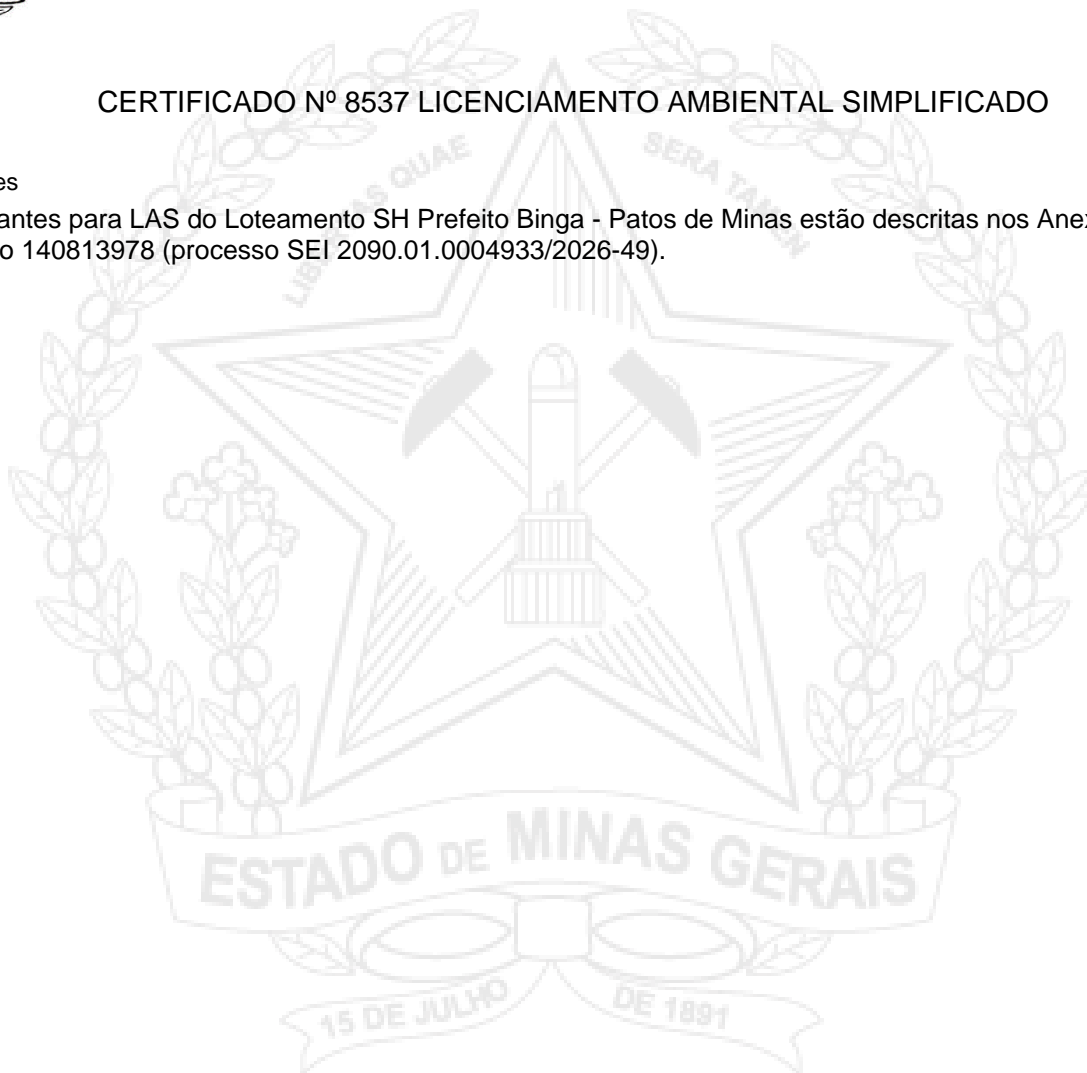 CERTIFICADO Nº 8537 LICENCIAMENTO AMBIENTAL SIMPLIFICADO
LIBERTAS QUAE SERA TAMEN
es
antes para LAS do Loteamento SH Prefeito Binga - Patos de Minas estão descritas nos Ane
o 140813978 (processo SEI 2090.01.0004933/2026-49).
ESTADO DE MINAS GERAIS
15 DE JULHO DE 1891